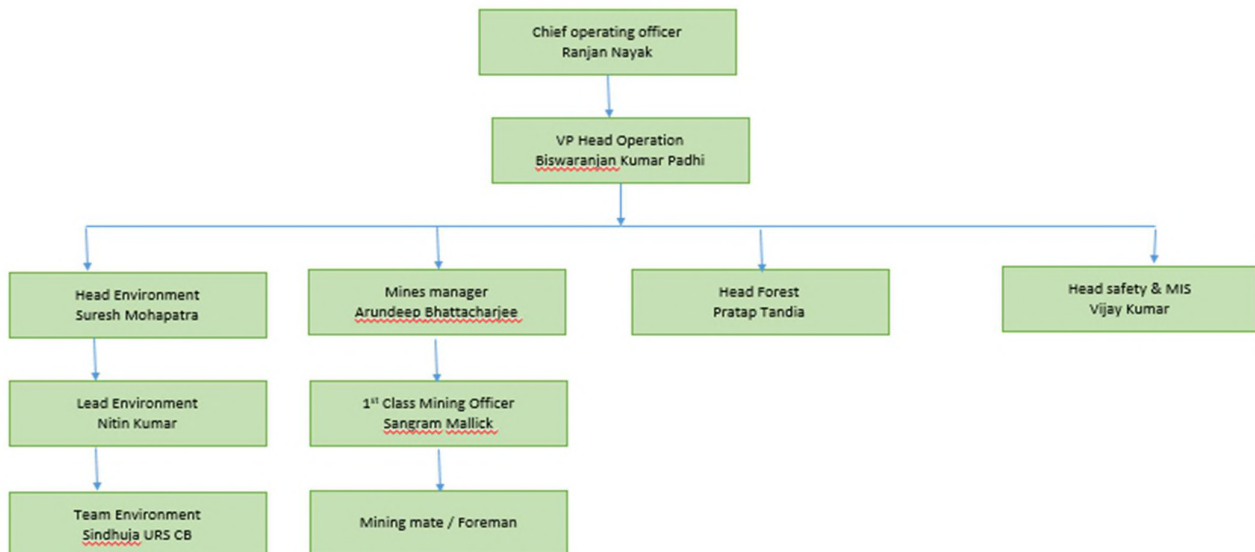 Chief operating officer
Ranjan Nayak
VP Head Operation
Biswaranjan Kumar Padhi
Head Environment
Suresh Mohapatra
Mines manager
Arundeep Bhattacharjee
Head Forest
Pratap Tandia
Head safety & MIS
Vijay Kumar
Lead Environment
Nitin Kumar
1st Class Mining Officer
Sangram Mallick
Team Environment
Sindhuja URS CB
Mining mate / Foreman